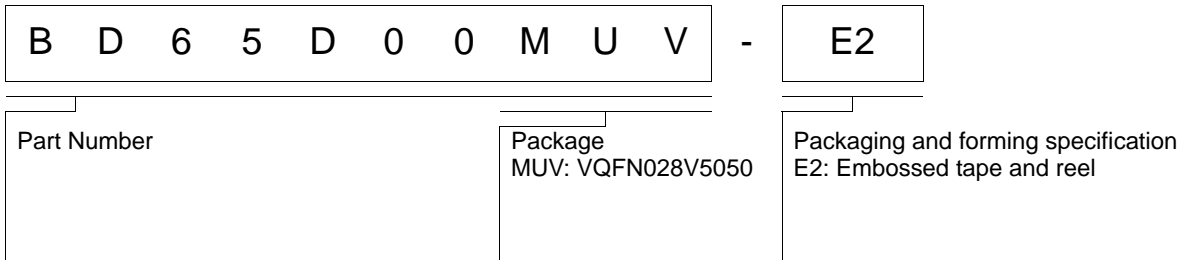 B D 6 5 D 0 0 M U V - E2
Part Number
Package
MUV: VQFN028V5050
Packaging and forming specification
E2: Embossed tape and reel